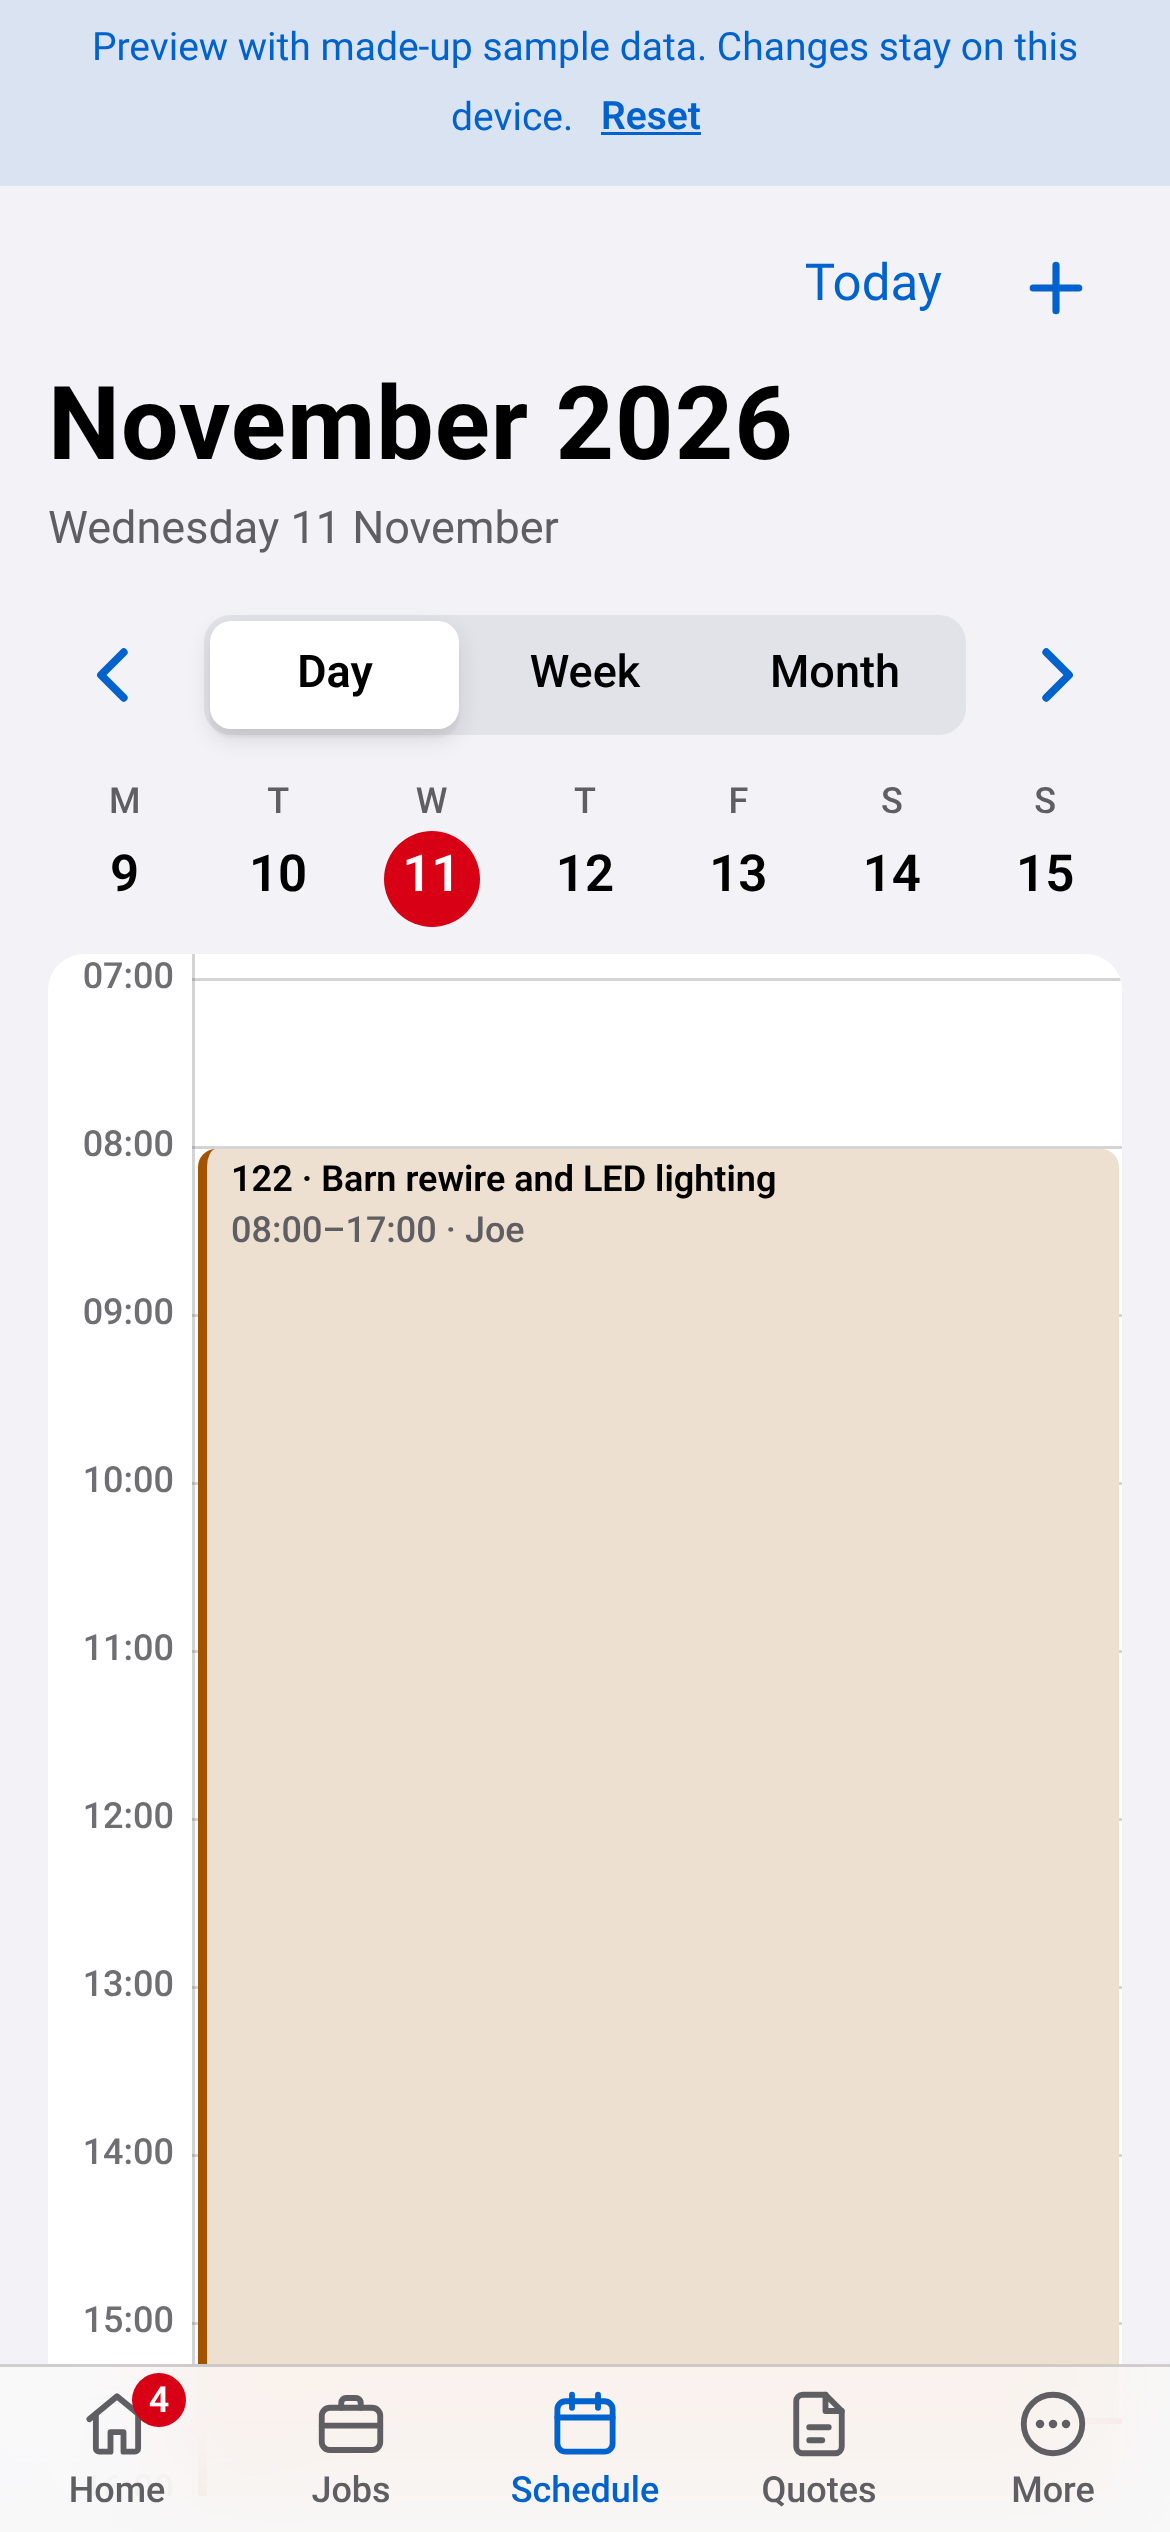 Preview with made-up sample data. Changes stay on this
device. Reset
Today
November 2026
Wednesday 11 November
Day Week Month
M T W T F S S
9 10 11 12 13 14 15
07:00
08:00
122 · Barn rewire and LED lighting
08:00–17:00 · Joe
09:00
10:00
11:00
12:00
13:00
14:00
15:00
4
Home Jobs Schedule Quotes More